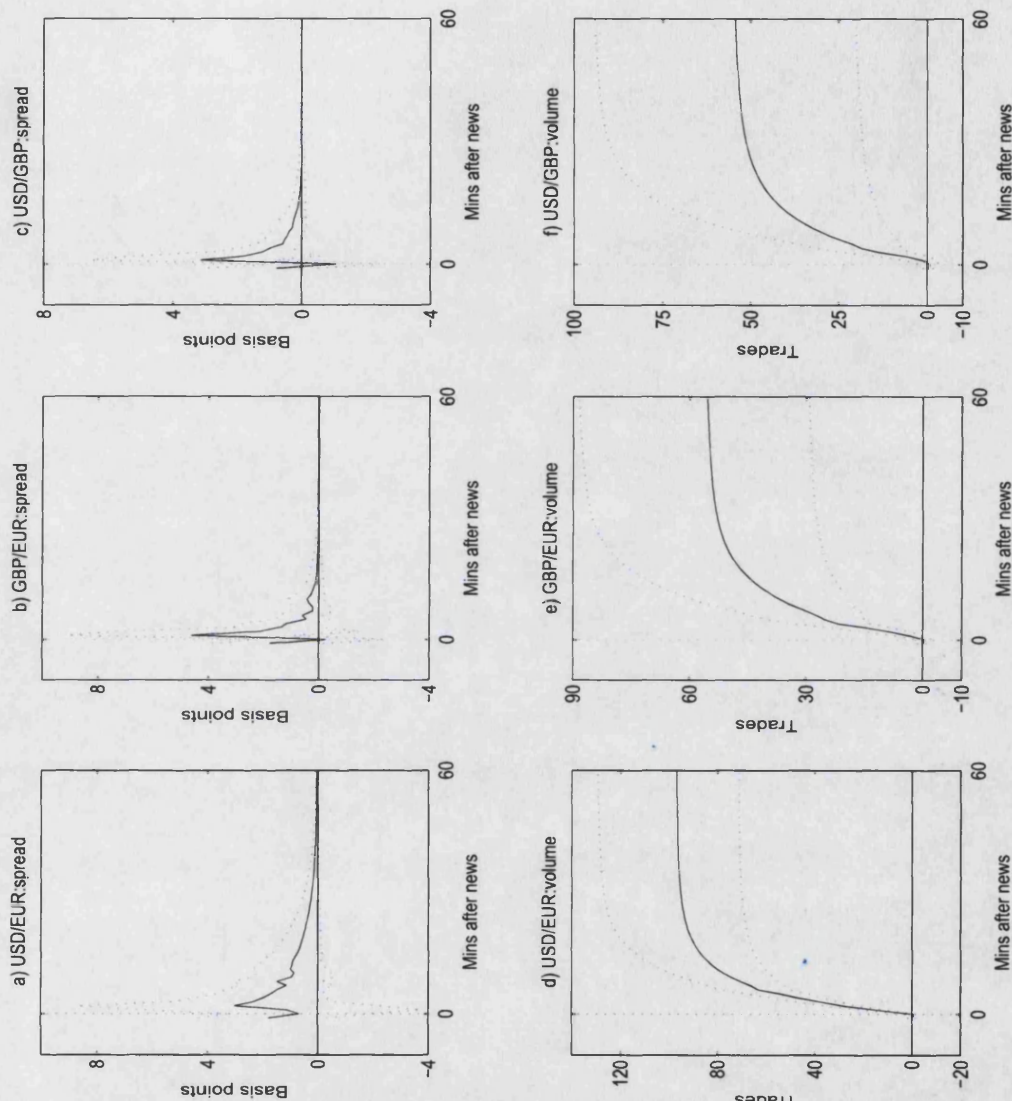 a) USD/EUR:spread
Basis points
8
4
0
−4
0
60
Mins after news
b) GBP/EUR:spread
Basis points
8
4
0
−4
0
60
Mins after news
c) USD/GBP:spread
Basis points
8
4
0
−4
0
60
Mins after news
d) USD/EUR:volume
Trades
120
80
40
0
−20
0
60
Mins after news
e) GBP/EUR:volume
Trades
90
60
30
0
−10
0
60
Mins after news
f) USD/GBP:volume
Trades
100
75
50
25
0
−10
0
60
Mins after news